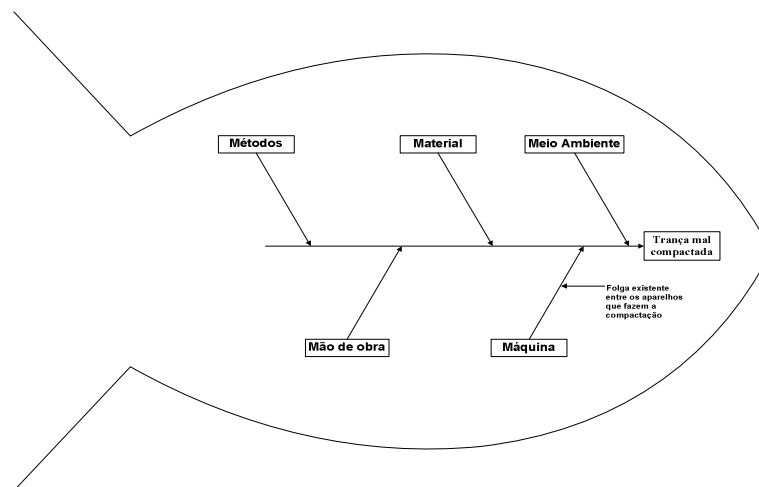 Métodos
Material
Meio Ambiente
Trança mal
compactada
Folga existente
entre os aparelhos
que fazem a
compactação
Mão de obra
Máquina